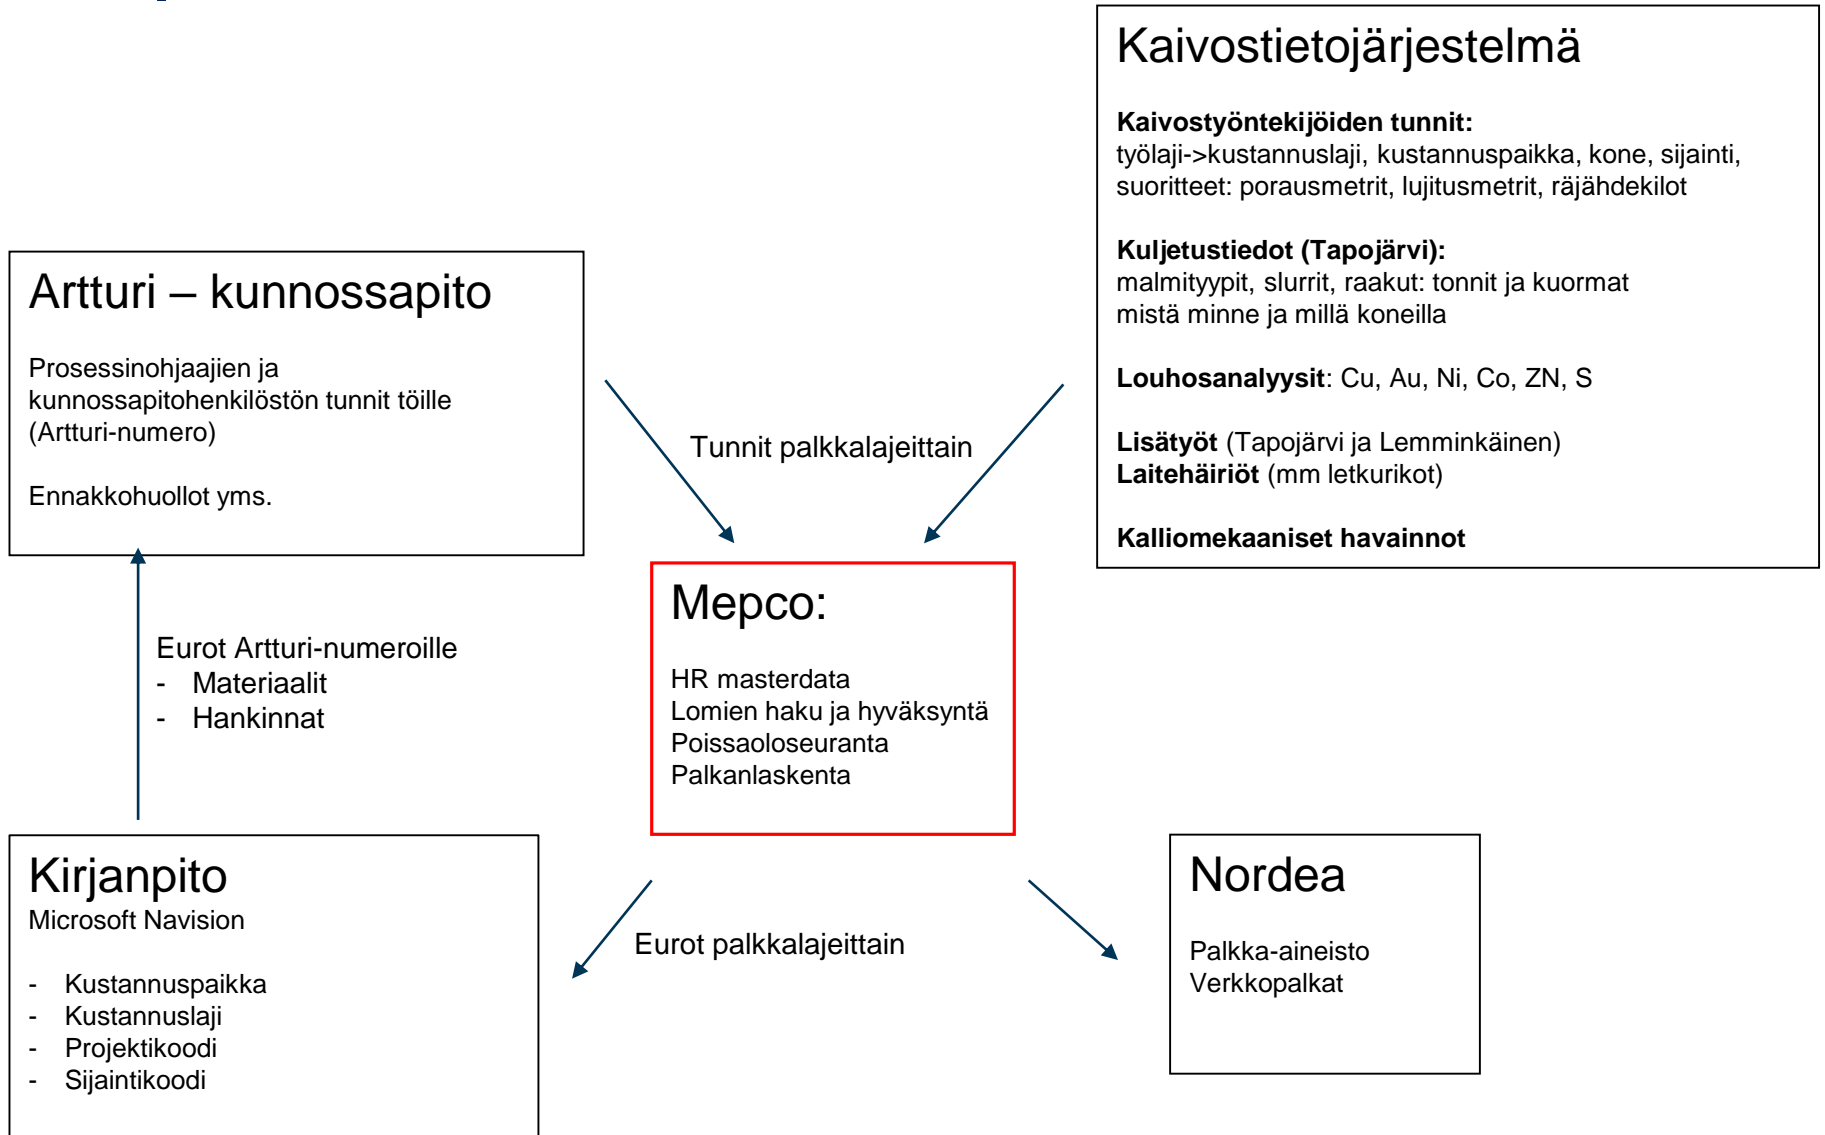 Kaivostietojärjestelmä
Kaivostyöntekijöiden tunnit:
työlaji->kustannuslaji, kustannuspaikka, kone, sijainti,
suoritteet: porausmetrit, lujitusmetrit, räjähdekilot
Kuljetustiedot (Tapojärvi):
malmityypit, slurrit, raakut: tonnit ja kuormat
mistä minne ja millä koneilla
Louhosanalyysit: Cu, Au, Ni, Co, ZN, S
Lisätyöt (Tapojärvi ja Lemminkäinen)
Laitehäiriöt (mm letkurikot)
Kalliomekaaniset havainnot
Artturi – kunnossapito
Prosessinohjaajien ja
kunnossapitohenkilöstön tunnit töille
(Artturi-numero)
Ennakkohuollot yms.
Tunnit palkkalajeittain
Mepco:
HR masterdata
Lomien haku ja hyväksyntä
Poissaoloseuranta
Palkanlaskenta
Eurot Artturi-numeroille
- Materiaalit
- Hankinnat
Kirjanpito
Microsoft Navision
- Kustannuspaikka
- Kustannuslaji
- Projektikoodi
- Sijaintikoodi
Eurot palkkalajeittain
Nordea
Palkka-aineisto
Verkkopalkat